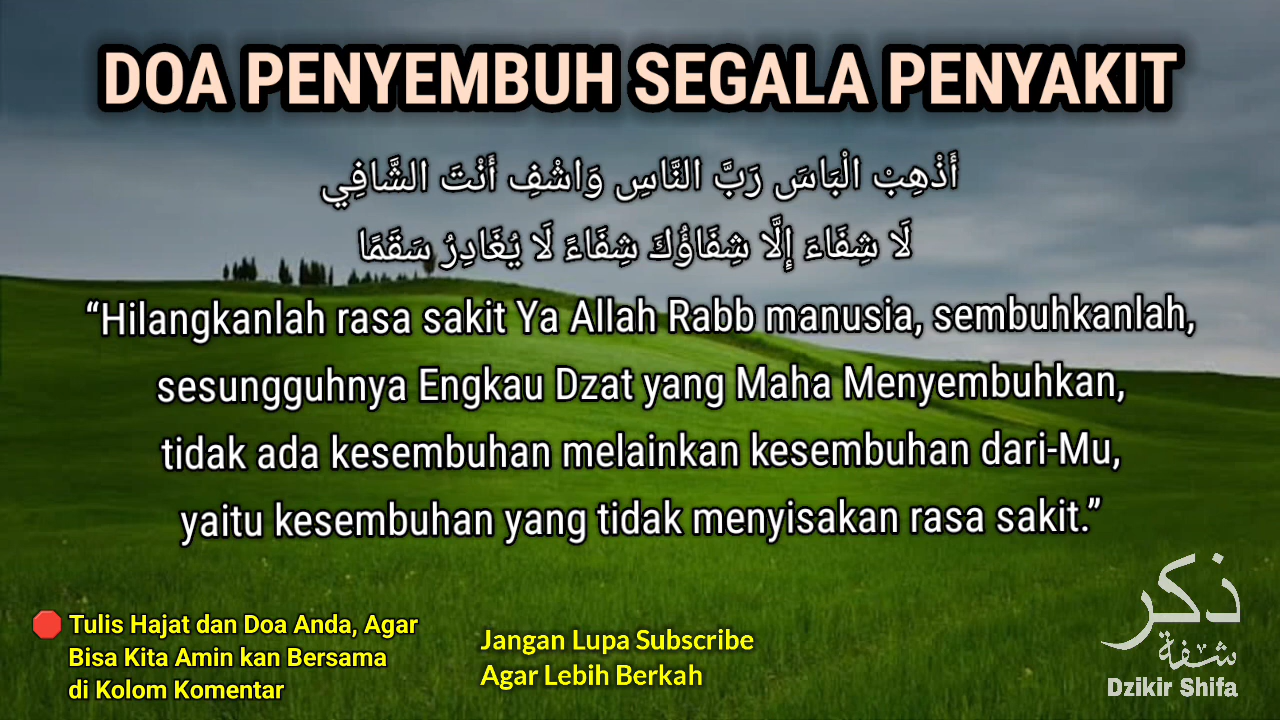 DOA PENYEMBUH SEGALA PENYAKIT
أَذْهِبْ الْبَاسَ رَبَّ النَّاسِ وَاشْفِ أَنْتَ الشَّافِي
لَا شِفَاءَ إِلَّا شِفَاؤُكَ شِفَاءً لَا يُغَادِرُ سَقَمًا
“Hilangkanlah rasa sakit Ya Allah Rabb manusia, sembuhkanlah,
sesungguhnya Engkau Dzat yang Maha Menyembuhkan,
tidak ada kesembuhan melainkan kesembuhan dari-Mu,
yaitu kesembuhan yang tidak menyisakan rasa sakit.”
Tulis Hajat dan Doa Anda, Agar
Bisa Kita Amin kan Bersama
di Kolom Komentar
Jangan Lupa Subscribe
Agar Lebih Berkah
ذكر
شفة
Dzikir Shifa